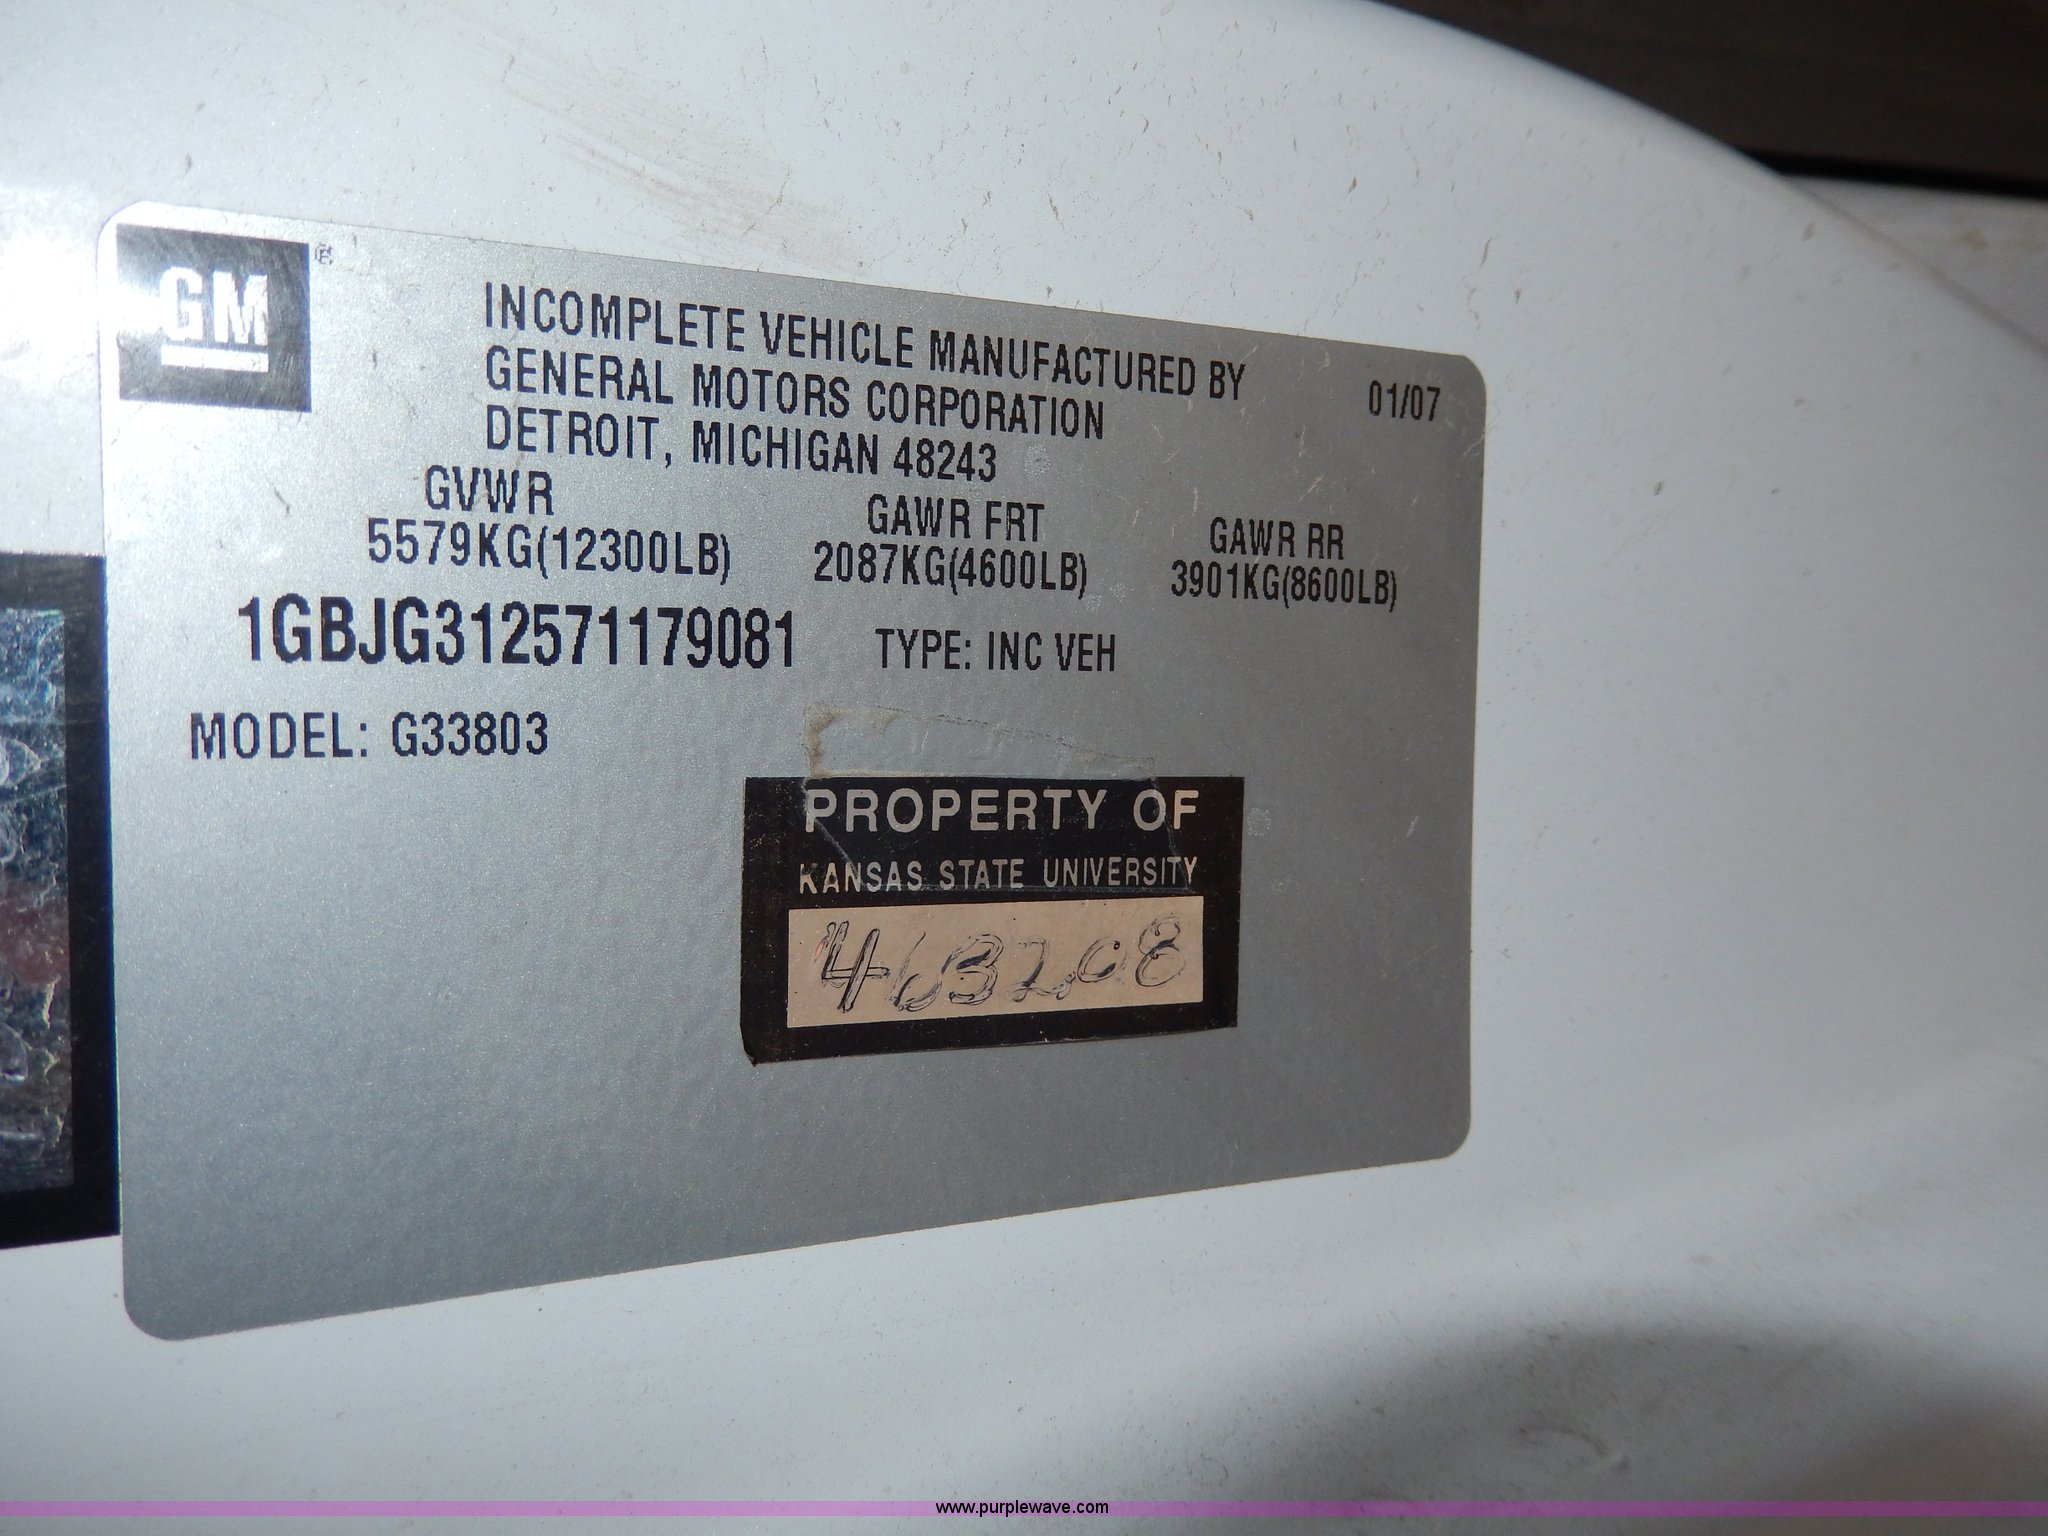 GM®
INCOMPLETE VEHICLE MANUFACTURED BY
GENERAL MOTORS CORPORATION
DETROIT, MICHIGAN 48243
01/07
GVWR
5579KG(12300LB)
GAWR FRT
2087KG(4600LB)
GAWR RR
3901KG(8600LB)
1GBJG312571179081
TYPE: INC VEH
MODEL: G33803
PROPERTY OF
KANSAS STATE UNIVERSITY
463208
www.purplewave.com